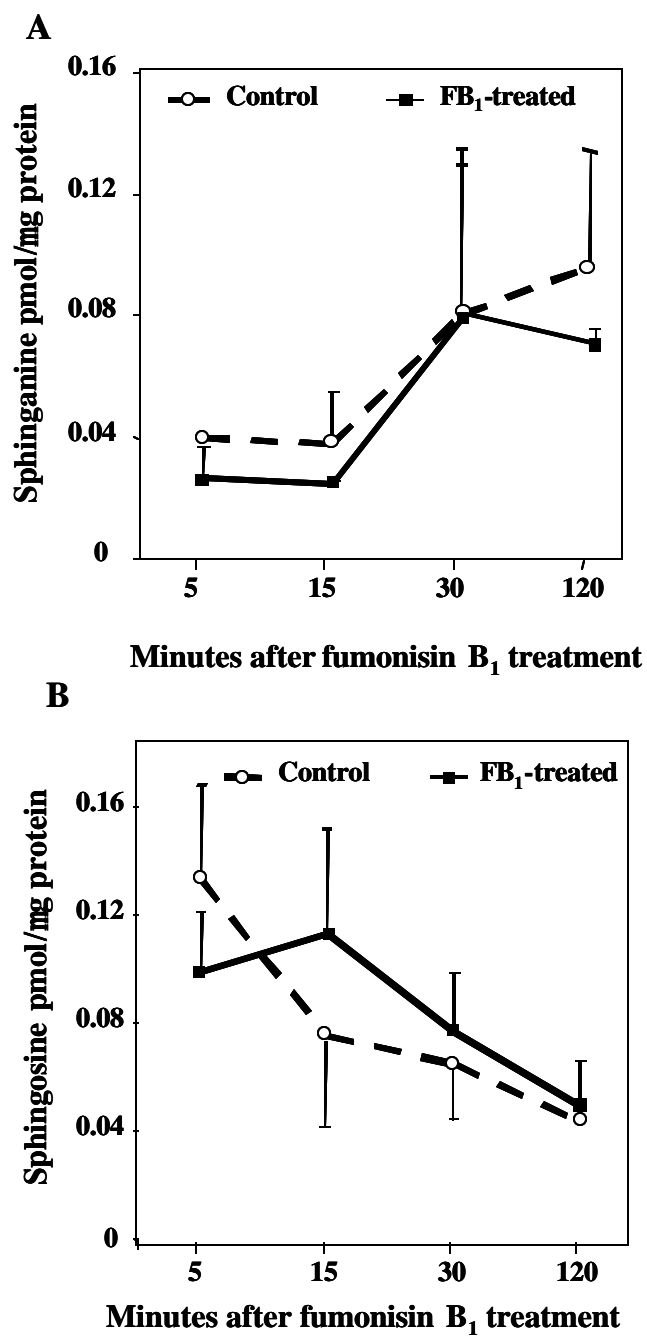 A
0.16
Control FB1-treated
0.12
0.08
0.04
0
Sphinganine pmol/mg protein
5 15 30 120
Minutes after fumonisin B1 treatment
B
Control FB1-treated
0.16
0.12
0.08
0.04
0
Sphingosine pmol/mg protein
5 15 30 120
Minutes after fumonisin B1 treatment